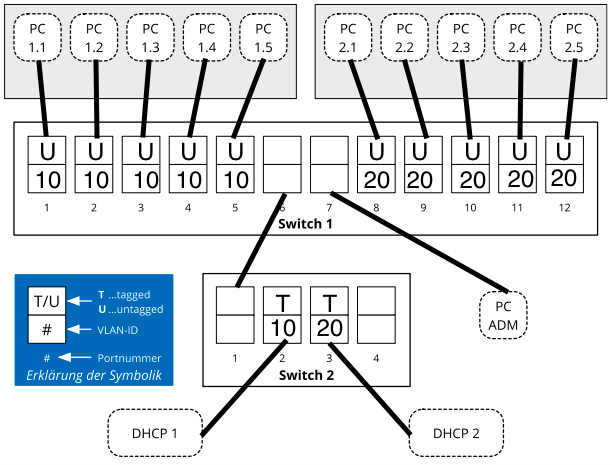 PC PC PC PC PC PC PC PC PC PC
1.1 1.2 1.3 1.4 1.5 2.1 2.2 2.3 2.4 2.5
U U U U U U U U U U
10 10 10 10 10 20 20 20 20 20
1 2 3 4 5 6 7 8 9 10 11 12
Switch 1
T/U T ...tagged
U ...untagged
# VLAN-ID
# Portnummer
Erklärung der Symbolik
T T
10 20
1 2 3 4
Switch 2
PC
ADM
DHCP 1 DHCP 2